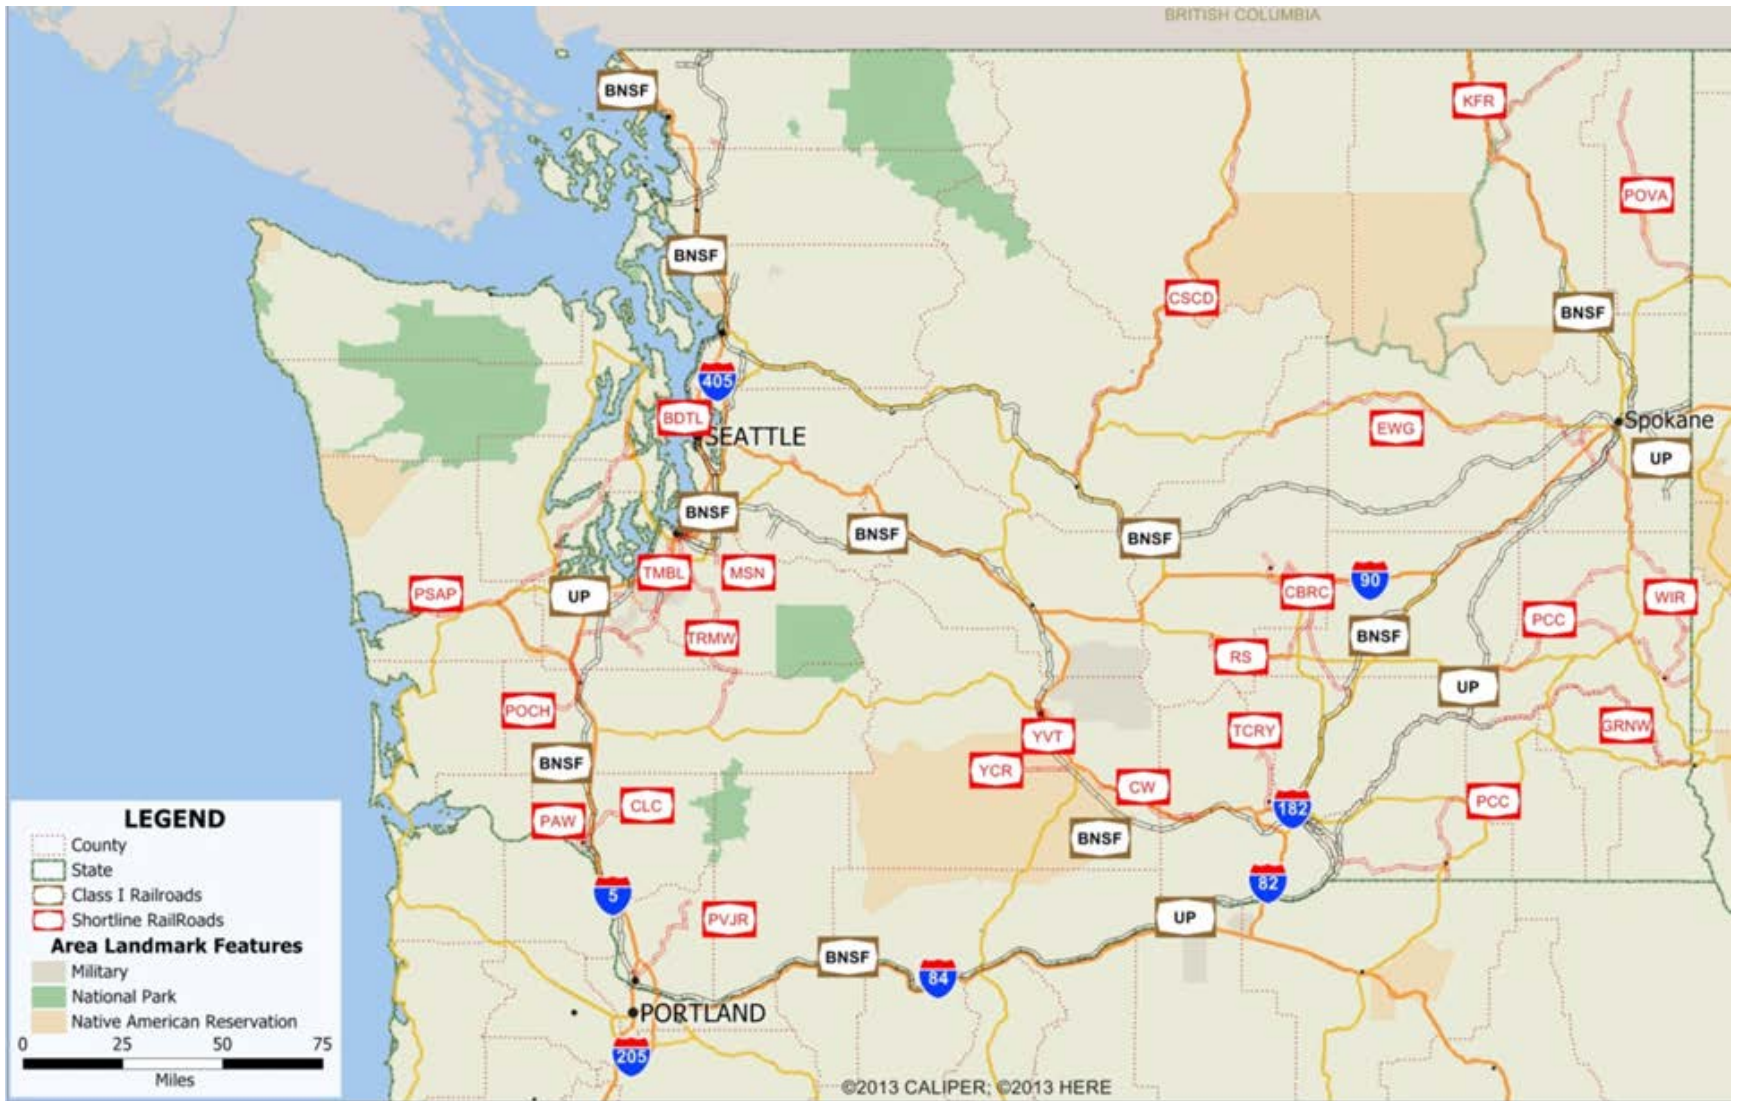 BRITISH COLUMBIA
BNSF
KFR
POVA
BNSF
CSCD
BNSF
405
BDTL
SEATTLE
EWG
Spokane
UP
BNSF
BNSF
BNSF
TMBL
MSN
PSAP
UP
CBRC
90
WIR
PCC
TRMW
BNSF
RS
UP
POCH
YVT
TCRY
GRNW
BNSF
YCR
CW
PCC
CLC
PAW
182
BNSF
5
82
PVJR
UP
BNSF
84
PORTLAND
205
LEGEND
County
State
Class I Railroads
Shortline RailRoads
Area Landmark Features
Military
National Park
Native American Reservation
0 25 50 75
Miles
©2013 CALIPER; ©2013 HERE